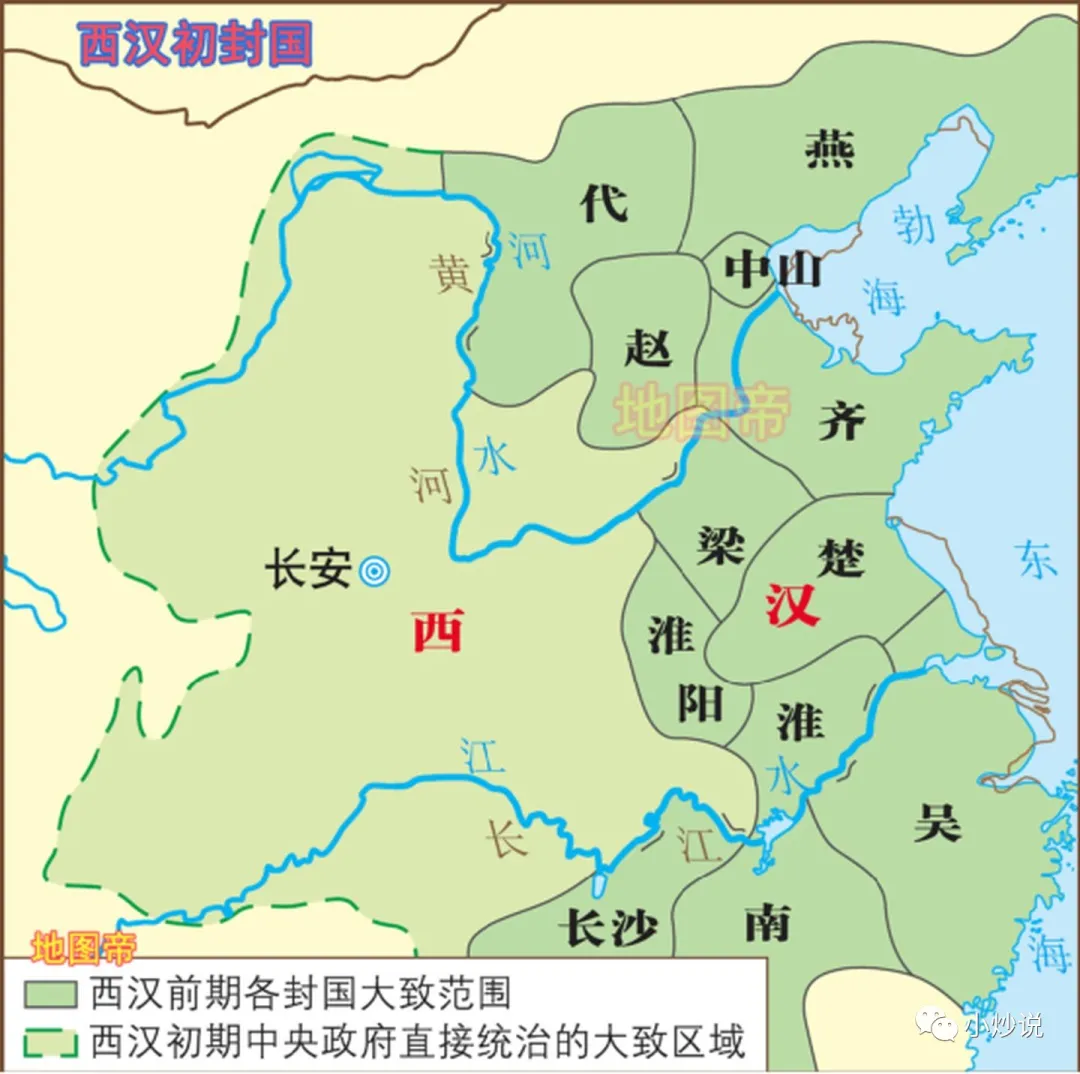 西汉初封国
燕
代
勃
海
中山
黄
河
赵
地图帝
齐
水
河
梁
楚
东
长安
汉
西
淮
阳
淮
江
水
吴
长
江
长沙
南
海
地图帝
西汉前期各封国大致范围
西汉初期中央政府直接统治的大致区域
小炒说